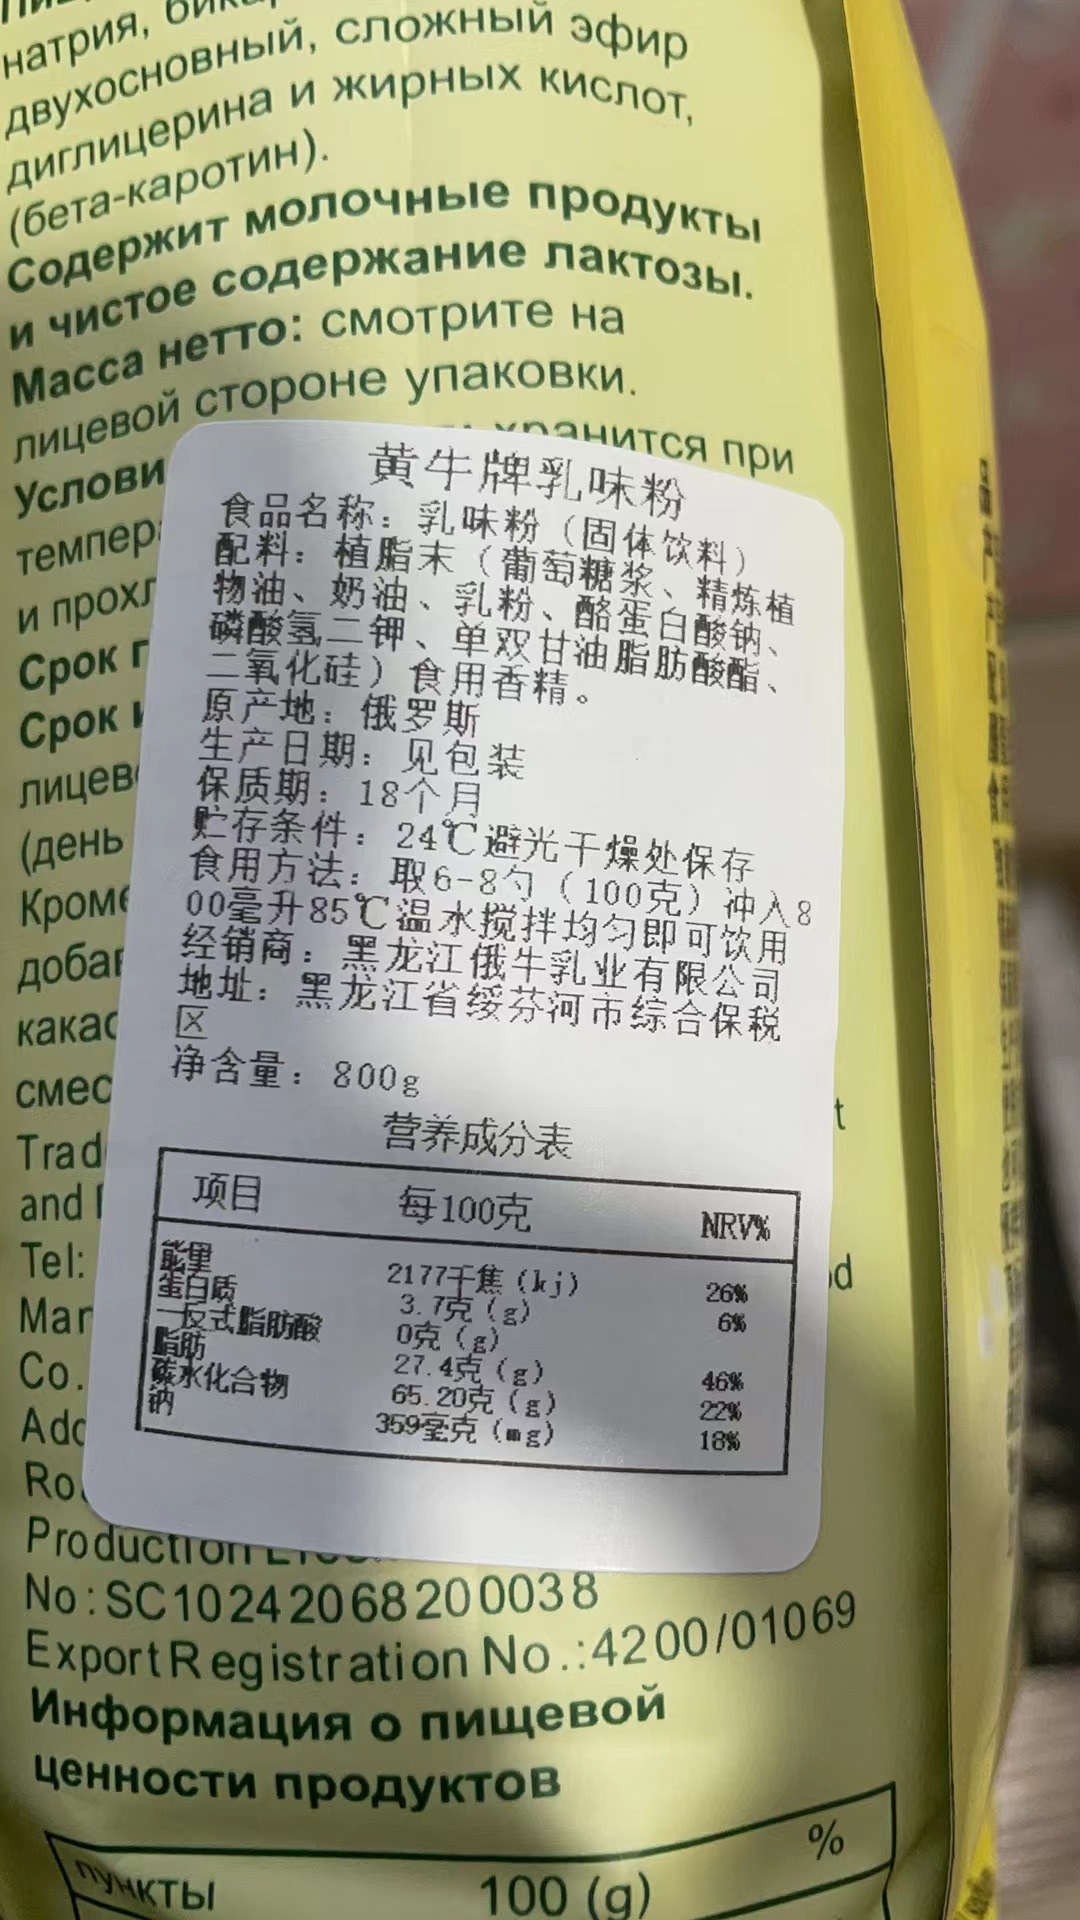 натрия,
двухосновный, сложный эфир
диглицерина и жирных кислот,
(бета-каротин).
Содержит молочные продукты
и чистое содержание лактозы.
Масса нетто: смотрите на
лицевой стороне упаковки.
Услови хранится при
темпера
и прохл
Срок
Срок
лицев
(день
Кроме
добав
какао
смес
Trad
and
Tel:
Man
Co.
Add
Ro
黄牛牌乳味粉
食品名称：乳味粉（固体饮料）
配料：植脂末（葡萄糖浆、精炼植
物油、奶油、乳粉、酪蛋白酸钠、
磷酸氢二钾、单双甘油脂肪酸酯、
二氧化硅）食用香精。
原产地：俄罗斯
生产日期：见包装
保质期：18个月
贮存条件：24℃避光干燥处保存
食用方法：取6-8勺（100克）冲入8
00毫升85℃温水搅拌均匀即可饮用
经销商：黑龙江俄牛乳业有限公司
地址：黑龙江省绥芬河市综合保税
区
净含量：800g
营养成分表
项目 每100克 NRV%
能量 2177千焦（kj） 26%
蛋白质 3.7克（g） 6%
一反式脂肪酸 0克（g）
脂肪 27.4克（g） 46%
碳水化合物 65.20克（g） 22%
钠 359毫克（mg） 18%
Production
No:SC10242068200038
Export Registration No.:4200/01069
Информация о пищевой
ценности продуктов
пункты 100 (g) %